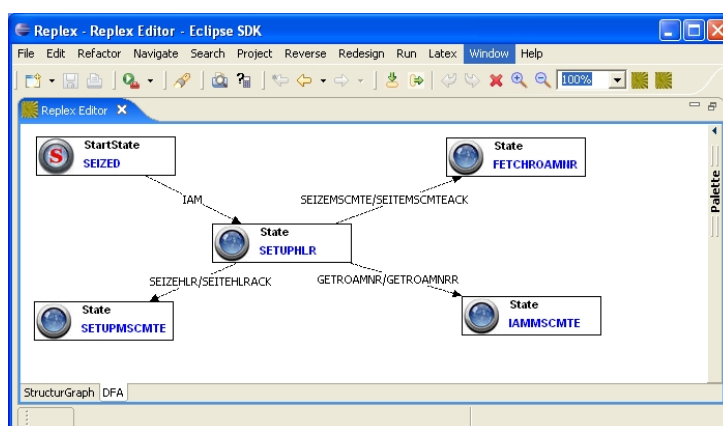 Replex - Replex Editor - Eclipse SDK
File Edit Refactor Navigate Search Project Reverse Redesign Run Latex Window Help
100%
Replex Editor
StartState
SEIZED
State
FETCHROAMNR
IAM
SEIZEMSCMTE/SEITEMSCMTEACK
State
SETUPHLR
SEIZEHLR/SEITEHLRACK
GETROAMNR/GETROAMNRR
State
SETUPMSCMTE
State
IAMMSCMTE
Palette
StructurGraph DFA